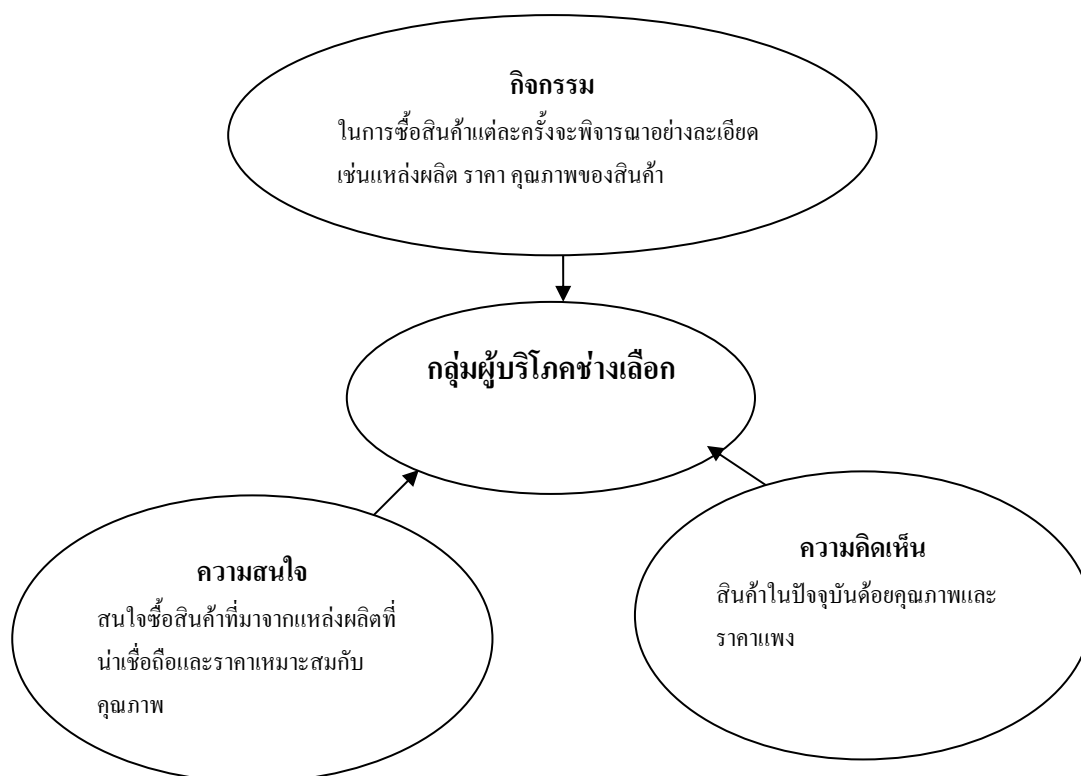 กิจกรรม
ในการซื้อสินค้าแต่ละครั้งจะพิจารณาอย่างละเอียด
เช่นแหล่งผลิต ราคา คุณภาพของสินค้า
กลุ่มผู้บริโภคช่างเลือก
ความสนใจ
สนใจซื้อสินค้าที่มาจากแหล่งผลิตที่
น่าเชื่อถือและราคาเหมาะสมกับ
คุณภาพ
ความคิดเห็น
สินค้าในปัจจุบันด้อยคุณภาพและ
ราคาแพง